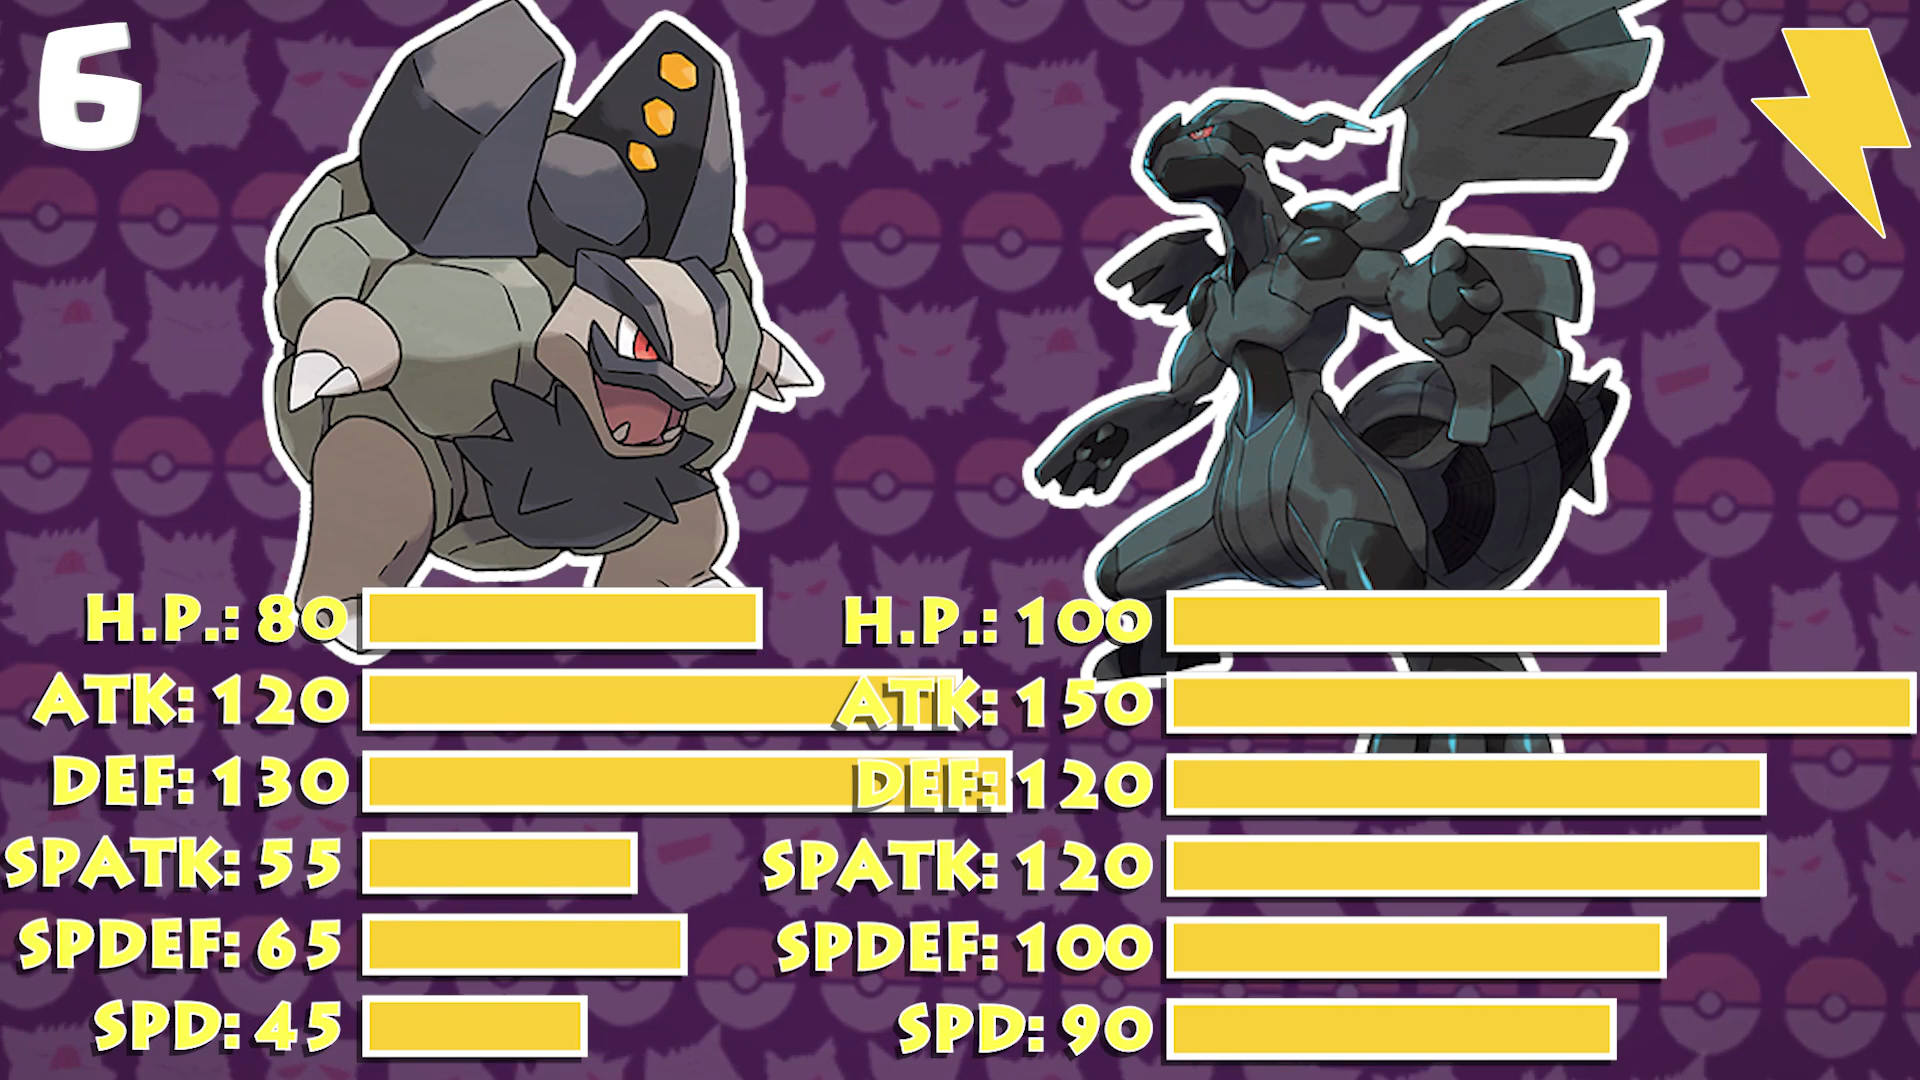 6
H.P.: 80
ATK: 120
DEF: 130
SPATK: 55
SPDEF: 65
SPD: 45
H.P.: 100
ATK: 150
DEF: 120
SPATK: 120
SPDEF: 100
SPD: 90